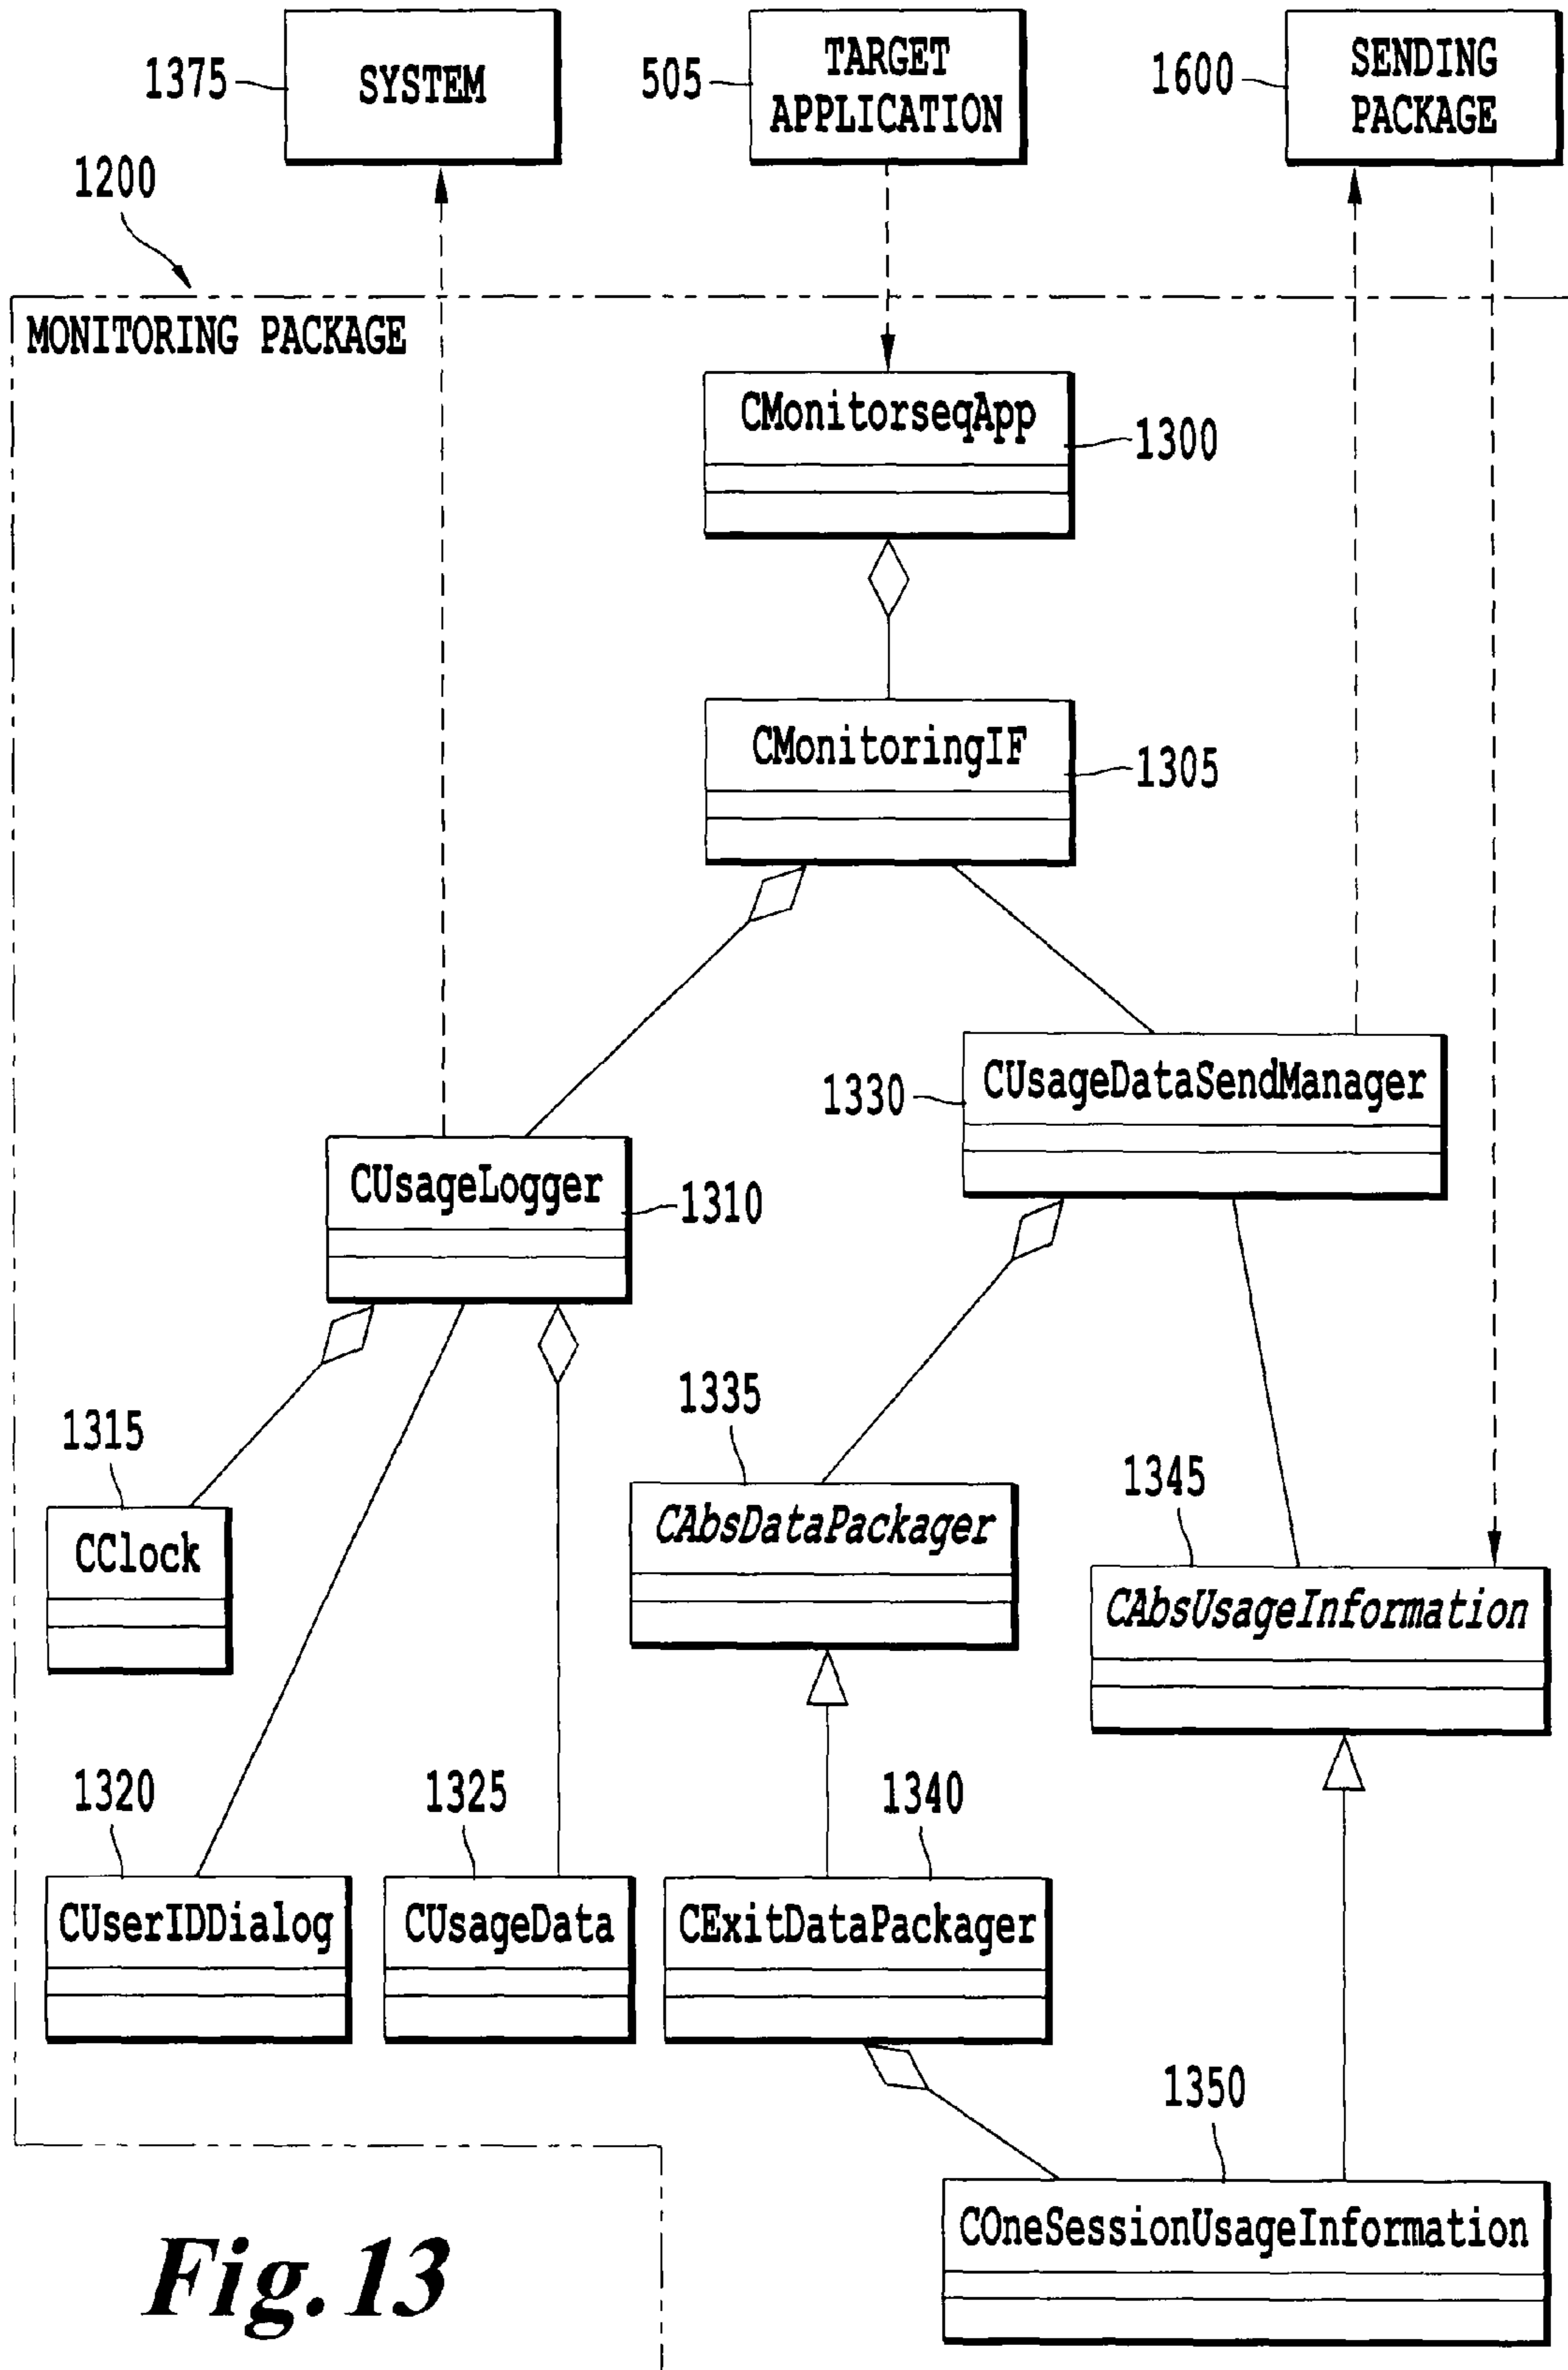 1375
SYSTEM
505
TARGET
APPLICATION
1600
SENDING
PACKAGE
1200
MONITORING PACKAGE
CMonitorseqApp
1300
CMonitoringIF
1305
1330
CUsageDataSendManager
CUsageLogger
1310
1315
CClock
1335
CAbsDataPackager
1345
CAbsUsageInformation
1320
CUserIDDialog
1325
CUsageData
1340
CExitDataPackager
1350
COneSessionUsageInformation
Fig. 13